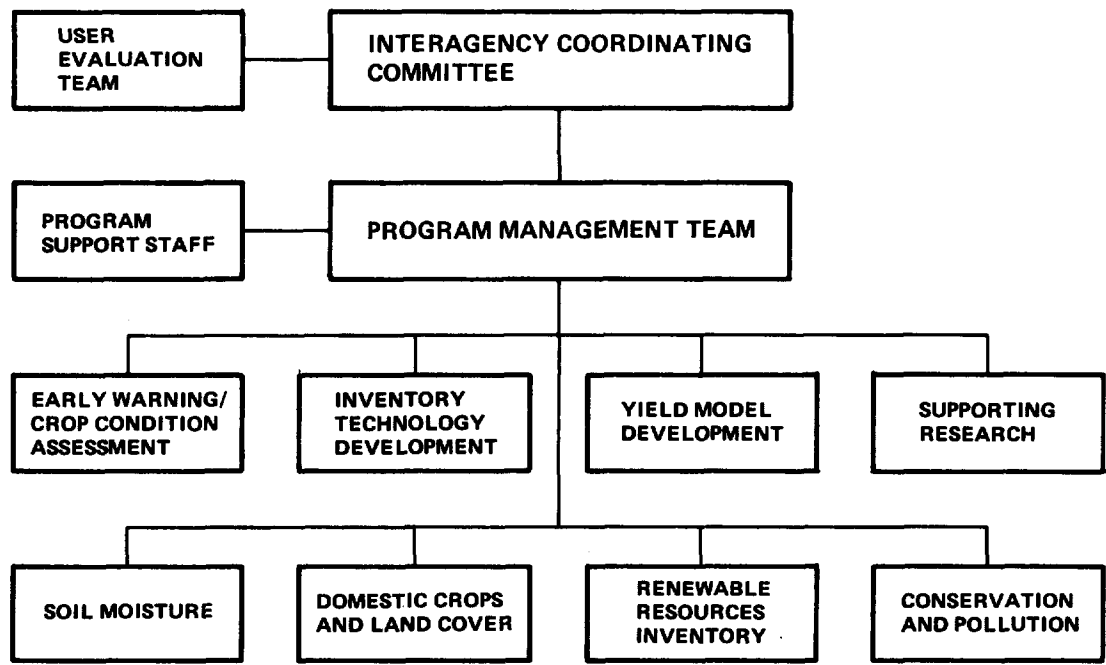 USER
EVALUATION
TEAM
INTERAGENCY COORDINATING
COMMITTEE
PROGRAM
SUPPORT STAFF
PROGRAM MANAGEMENT TEAM
EARLY WARNING/
CROP CONDITION
ASSESSMENT
INVENTORY
TECHNOLOGY
DEVELOPMENT
YIELD MODEL
DEVELOPMENT
SUPPORTING
RESEARCH
SOIL MOISTURE
DOMESTIC CROPS
AND LAND COVER
RENEWABLE
RESOURCES
INVENTORY
CONSERVATION
AND POLLUTION